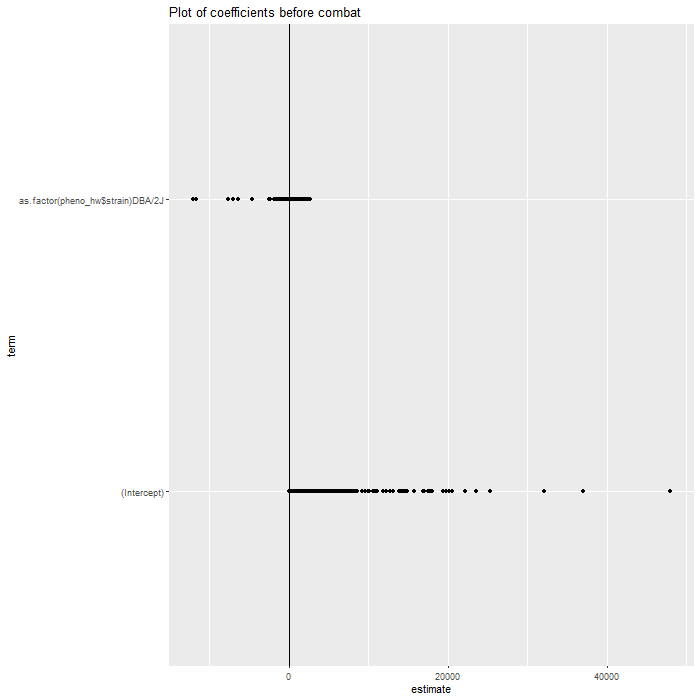 Plot of coefficients before combat
as.factor(pheno_hw$strain)DBA/2J
term
(Intercept)
0
20000
40000
estimate